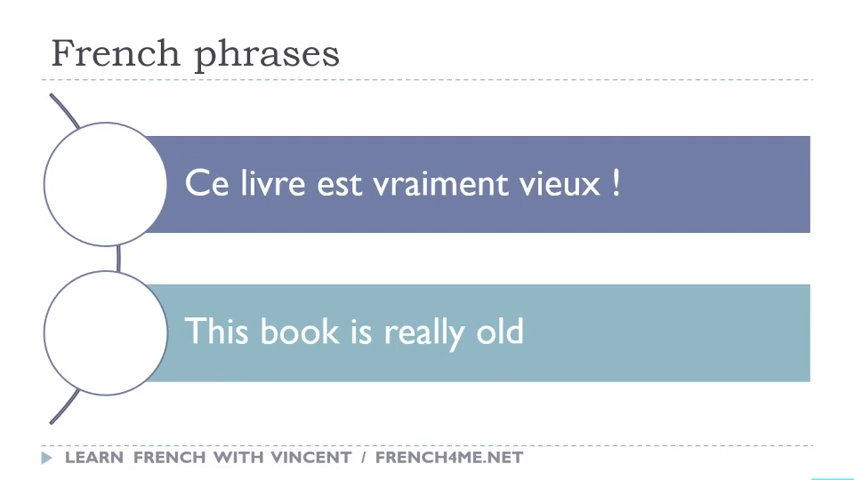 French phrases
Ce livre est vraiment vieux !
This book is really old
LEARN FRENCH WITH VINCENT / FRENCH4ME.NET